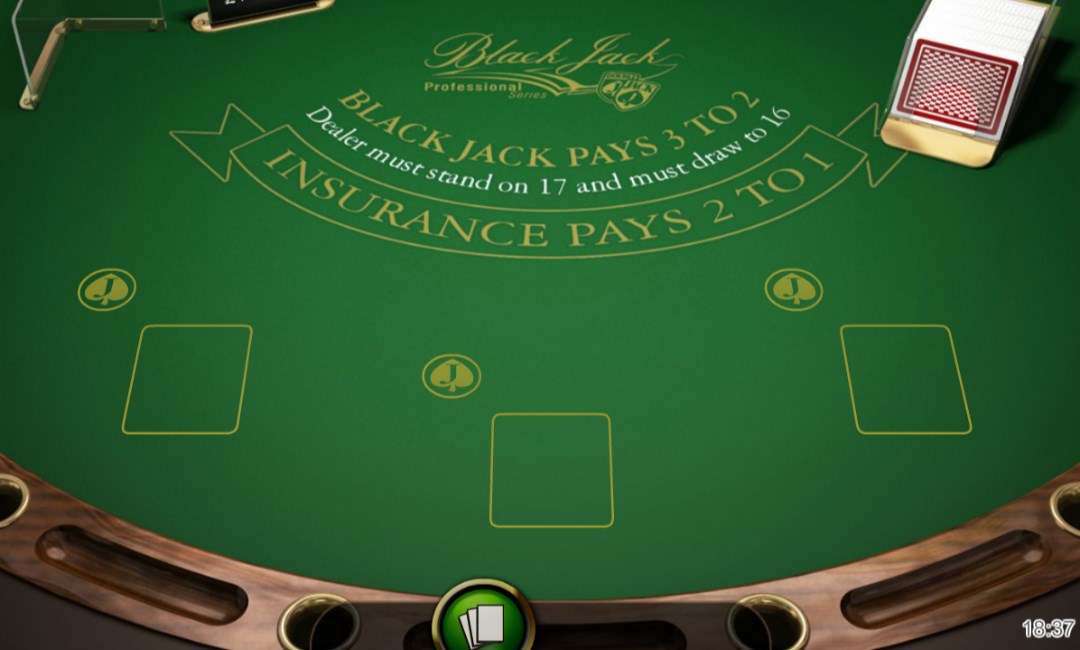 Black Jack
Professional
Series
BLACK JACK PAYS 3 TO 2
Dealer must stand on 17 and must draw to 16
INSURANCE PAYS 2 TO 1
J
J
J
18:37